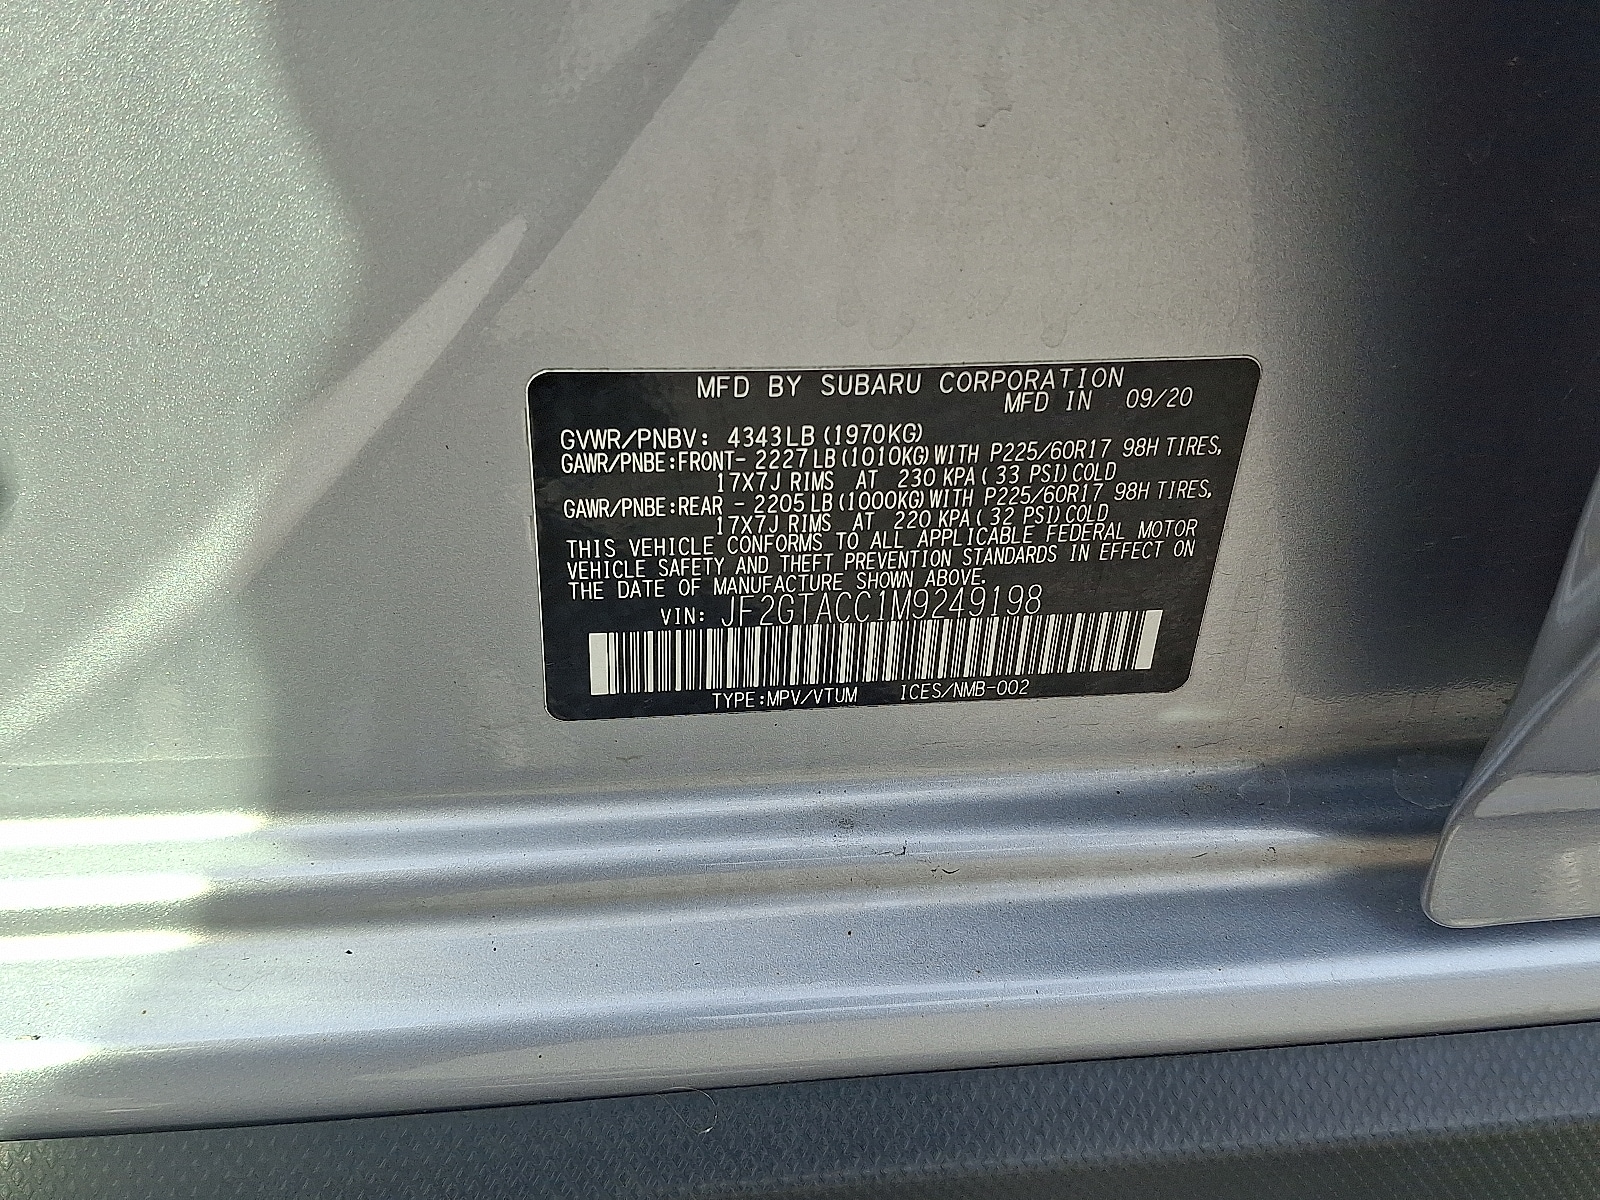 MFD BY SUBARU CORPORATION
MFD IN 09/20
GVWR/PNBV: 4343LB (1970KG)
GAWR/PNBE:FRONT- 2227LB (1010KG) WITH P225/60R17 98H TIRES,
17X7J RIMS AT 230 KPA ( 33 PSI) COLD
GAWR/PNBE:REAR - 2205LB (1000KG) WITH P225/60R17 98H TIRES,
17X7J RIMS AT 220 KPA ( 32 PSI) COLD
THIS VEHICLE CONFORMS TO ALL APPLICABLE FEDERAL MOTOR
VEHICLE SAFETY AND THEFT PREVENTION STANDARDS IN EFFECT ON
THE DATE OF MANUFACTURE SHOWN ABOVE.
VIN: JF2GTACC1M9249198
TYPE:MPV/VTUM ICES/NMB-002